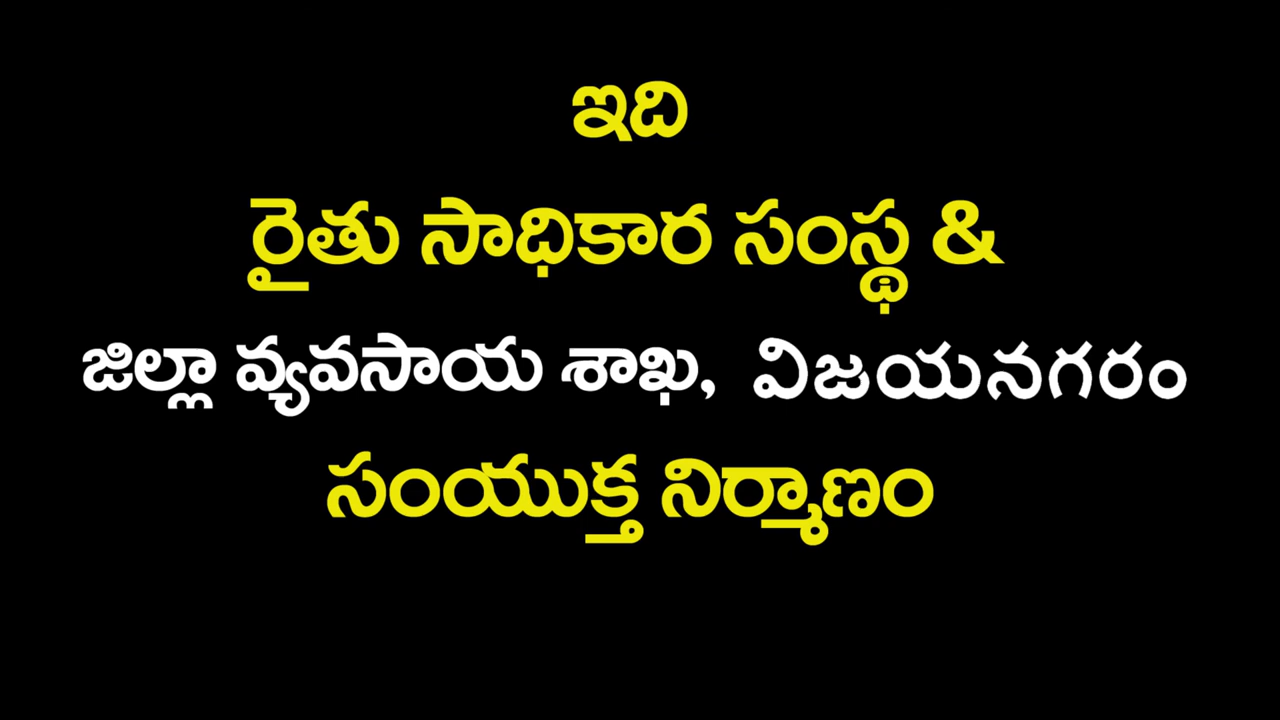 ఇది
రైతు సాధికార సంస్థ &
జిల్లా వ్యవసాయ శాఖ, విజయనగరం
సంయుక్త నిర్మాణం